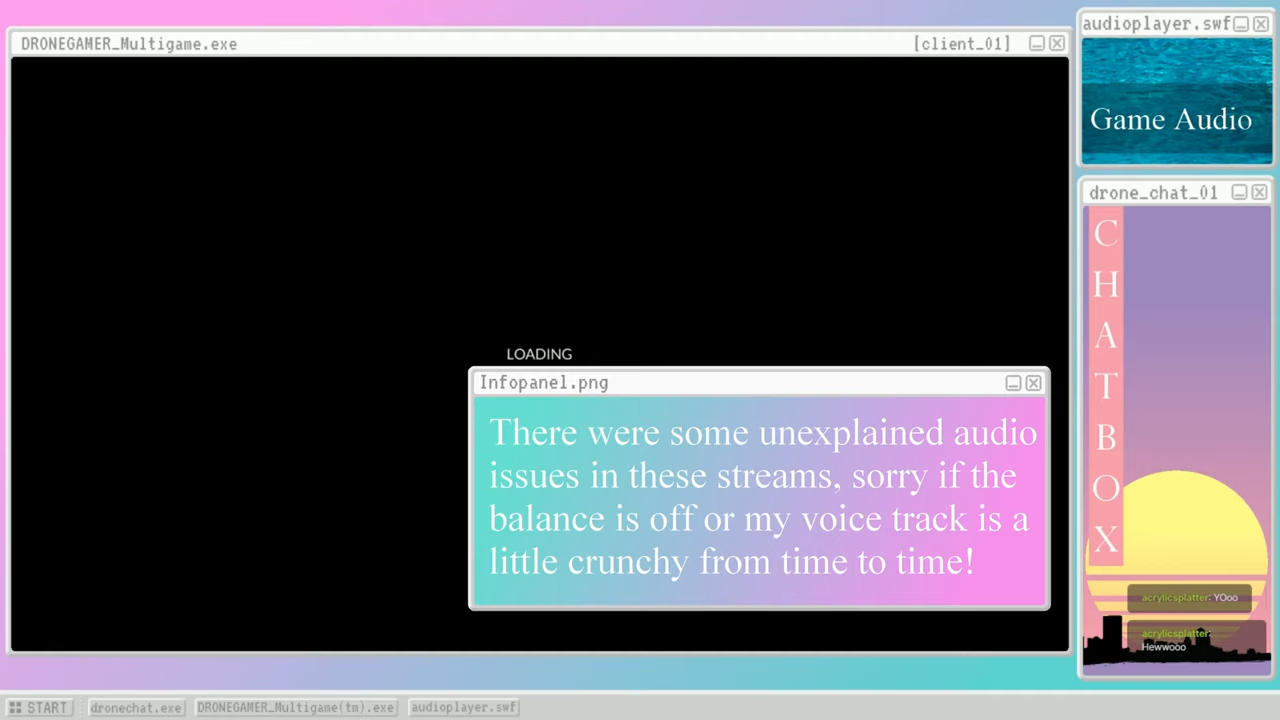 DRONEGAMER_Multigame.exe
[client_01]
audioplayer.swf
Game Audio
drone_chat_01
CHATBOX
LOADING
Infopanel.png
There were some unexplained audio
issues in these streams, sorry if the
balance is off or my voice track is a
little crunchy from time to time!
acrylicsplatter: YOoo
acrylicsplatter:
Hewwooo
START
dronechat.exe
DRONEGAMER_Multigame(tm).exe
audioplayer.swf